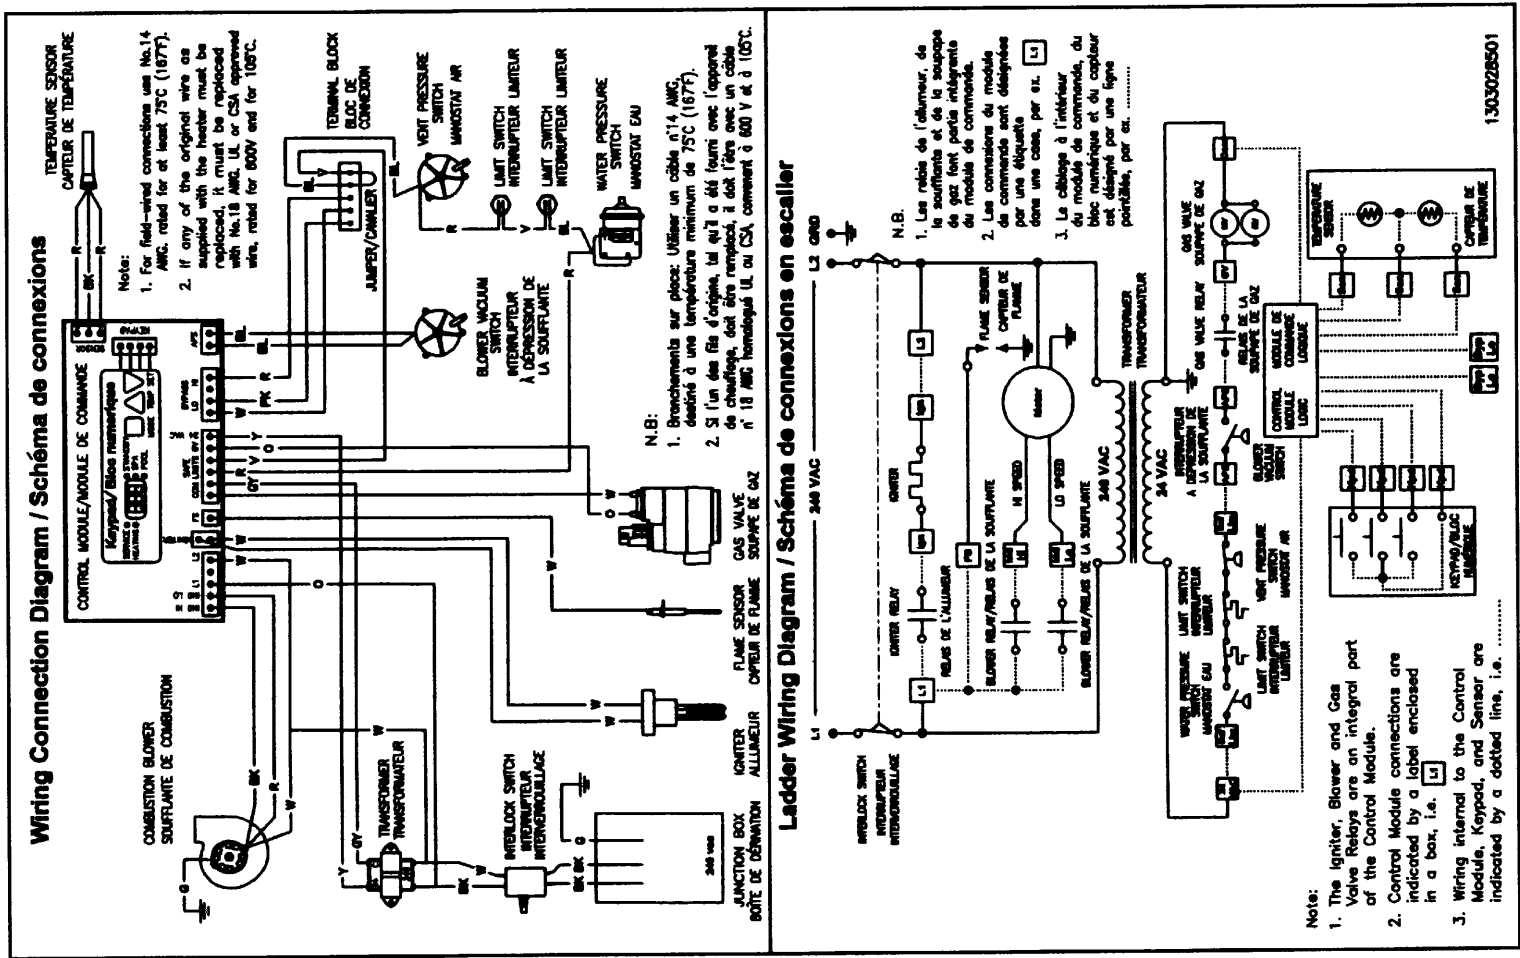 Wiring Connection Diagram / Schéma de connexions
TEMPERATURE SENSOR
CAPTEUR DE TEMPÉRATURE
R
BK
R
CONTROL MODULE/MODULE DE COMMANDE
Keypad/Bloc numerique
SENSOR
KEYPAD
Note:
1. For field-wired connections use No.14
AWG. rated for at least 75°C (167°F).
2. If any of the original wire as
supplied with the heater must be
replaced, it must be replaced
with No.18 AWG. UL or CSA approved
wire, rated for 600V and for 105°C.
TERMINAL BLOCK
BLOC DE
CONNEXION
JUMPER/CAVALIER
VENT PRESSURE
SWITCH
MANOSTAT AIR
LIMIT SWITCH
INTERRUPTEUR LIMITEUR
LIMIT SWITCH
INTERRUPTEUR LIMITEUR
WATER PRESSURE
SWITCH
MANOSTAT EAU
BLOWER VACUUM
SWITCH
INTERRUPTEUR
À DÉPRESSION DE
LA SOUFFLANTE
N.B:
1. Branchements sur place: Utiliser un câble n°14 AWG,
destiné à une température minimum de 75°C (167°F).
2. Si l'un des fils d'origine, tel qu'il a été fourni avec l'appareil
de chauffage, doit être remplacé, il doit l'être avec un câble
n° 18 AWG homologué UL ou CSA convenant à 600 V et à 105°C.
COMBUSTION BLOWER
SOUFFLANTE DE COMBUSTION
TRANSFORMER
TRANSFORMATEUR
INTERLOCK SWITCH
INTERRUPTEUR
INTERVERROUILLAGE
240 vac
JUNCTION BOX
BOÎTE DE DÉRIVATION
IGNITER
ALLUMEUR
FLAME SENSOR
CAPTEUR DE FLAMME
GAS VALVE
SOUPAPE DE GAZ
Ladder Wiring Diagram / Schéma de connexions en escalier
L1
240 VAC
L2
GRD
INTERLOCK SWITCH
INTERRUPTEUR
INTERVERROUILLAGE
L1
IGNITER RELAY
RELAIS DE L'ALLUMEUR
Ign
IGNITER
Ign
L2
FS
FLAME SENSOR
CAPTEUR DE
FLAMME
BLOWER RELAY/RELAIS DE LA SOUFFLANTE
HI SPEED
Motor
BLOWER RELAY/RELAIS DE LA SOUFFLANTE
LO SPEED
240 VAC
TRANSFORMER
TRANSFORMATEUR
24 VAC
WATER PRESSURE
SWITCH
MANOSTAT EAU
LIMIT SWITCH
INTERRUPTEUR
LIMITEUR
LIMIT SWITCH
INTERRUPTEUR
LIMITEUR
VENT PRESSURE
SWITCH
MANOSTAT AIR
INTERRUPTEUR
A DÉPRESSION DE
LA SOUFFLANTE
BLOWER
VACUUM
SWITCH
GAS VALVE RELAY
RELAIS DE LA
SOUPAPE DE GAZ
GV
GAS VALVE
SOUPAPE DE GAZ
CONTROL
MODULE
LOGIC
MODULE DE
COMMANDE
LOGIQUE
KEYPAD/BLOC
NUMÉRIQUE
TEMPERATURE
SENSOR
CAPTEUR DE
TEMPÉRATURE
N.B.
1. Les relais de l'allumeur, de
la soufflante et de la soupape
de gaz font partie intégrante
du module de commande.
2. Les connexions du module
de commande sont désignées
par une étiquette
dans une case, par ex. L1
3. Le câblage à l'intérieur
du module de commande, du
bloc numérique et du capteur
est désigné par une ligne
pointillée, par ex. ..........
Note:
1. The Igniter, Blower and Gas
Valve Relays are an integral part
of the Control Module.
2. Control Module connections are
indicated by a label enclosed
in a box, i.e. L1
3. Wiring internal to the Control
Module, Keypad, and Sensor are
indicated by a dotted line, i.e. ..........
1303028501